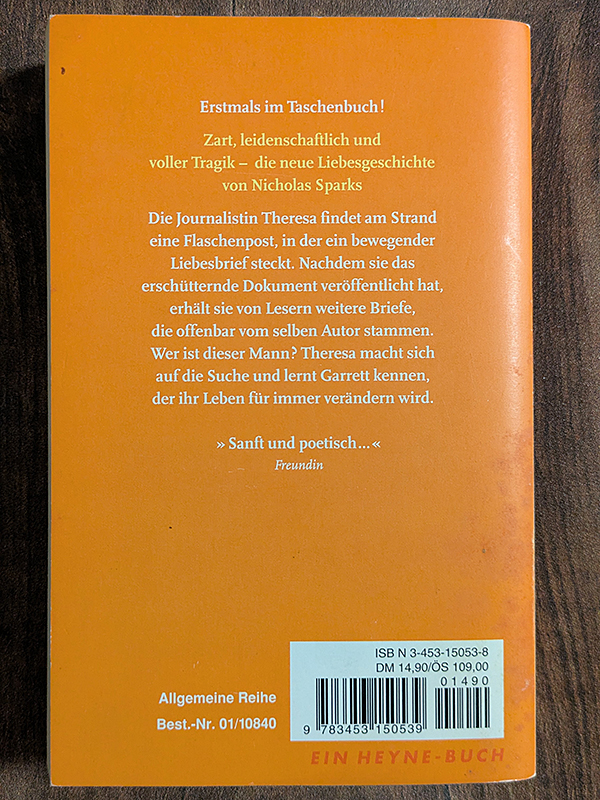 Erstmals im Taschenbuch!
Zart, leidenschaftlich und
voller Tragik – die neue Liebesgeschichte
von Nicholas Sparks
Die Journalistin Theresa findet am Strand
eine Flaschenpost, in der ein bewegender
Liebesbrief steckt. Nachdem sie das
erschütternde Dokument veröffentlicht hat,
erhält sie von Lesern weitere Briefe,
die offenbar vom selben Autor stammen.
Wer ist dieser Mann? Theresa macht sich
auf die Suche und lernt Garrett kennen,
der ihr Leben für immer verändern wird.
» Sanft und poetisch...«
Freundin
ISBN 3-453-15053-8
DM 14,90/ÖS 109,00
01490
Allgemeine Reihe
Best.-Nr. 01/10840
9 783453 150539
EIN HEYNE-BUCH